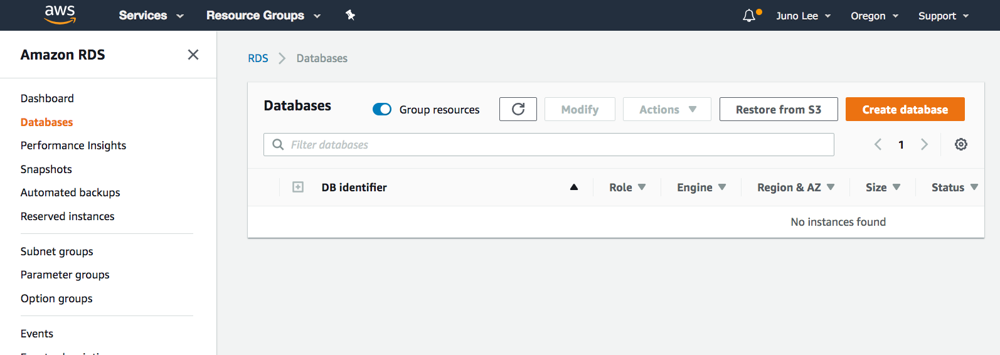 aws
Services
Resource Groups
Juno Lee
Oregon
Support
Amazon RDS
Dashboard
Databases
Performance Insights
Snapshots
Automated backups
Reserved instances
Subnet groups
Parameter groups
Option groups
Events
RDS > Databases
Databases
Group resources
Modify
Actions
Restore from S3
Create database
Filter databases
1
DB identifier
Role
Engine
Region & AZ
Size
Status
No instances found